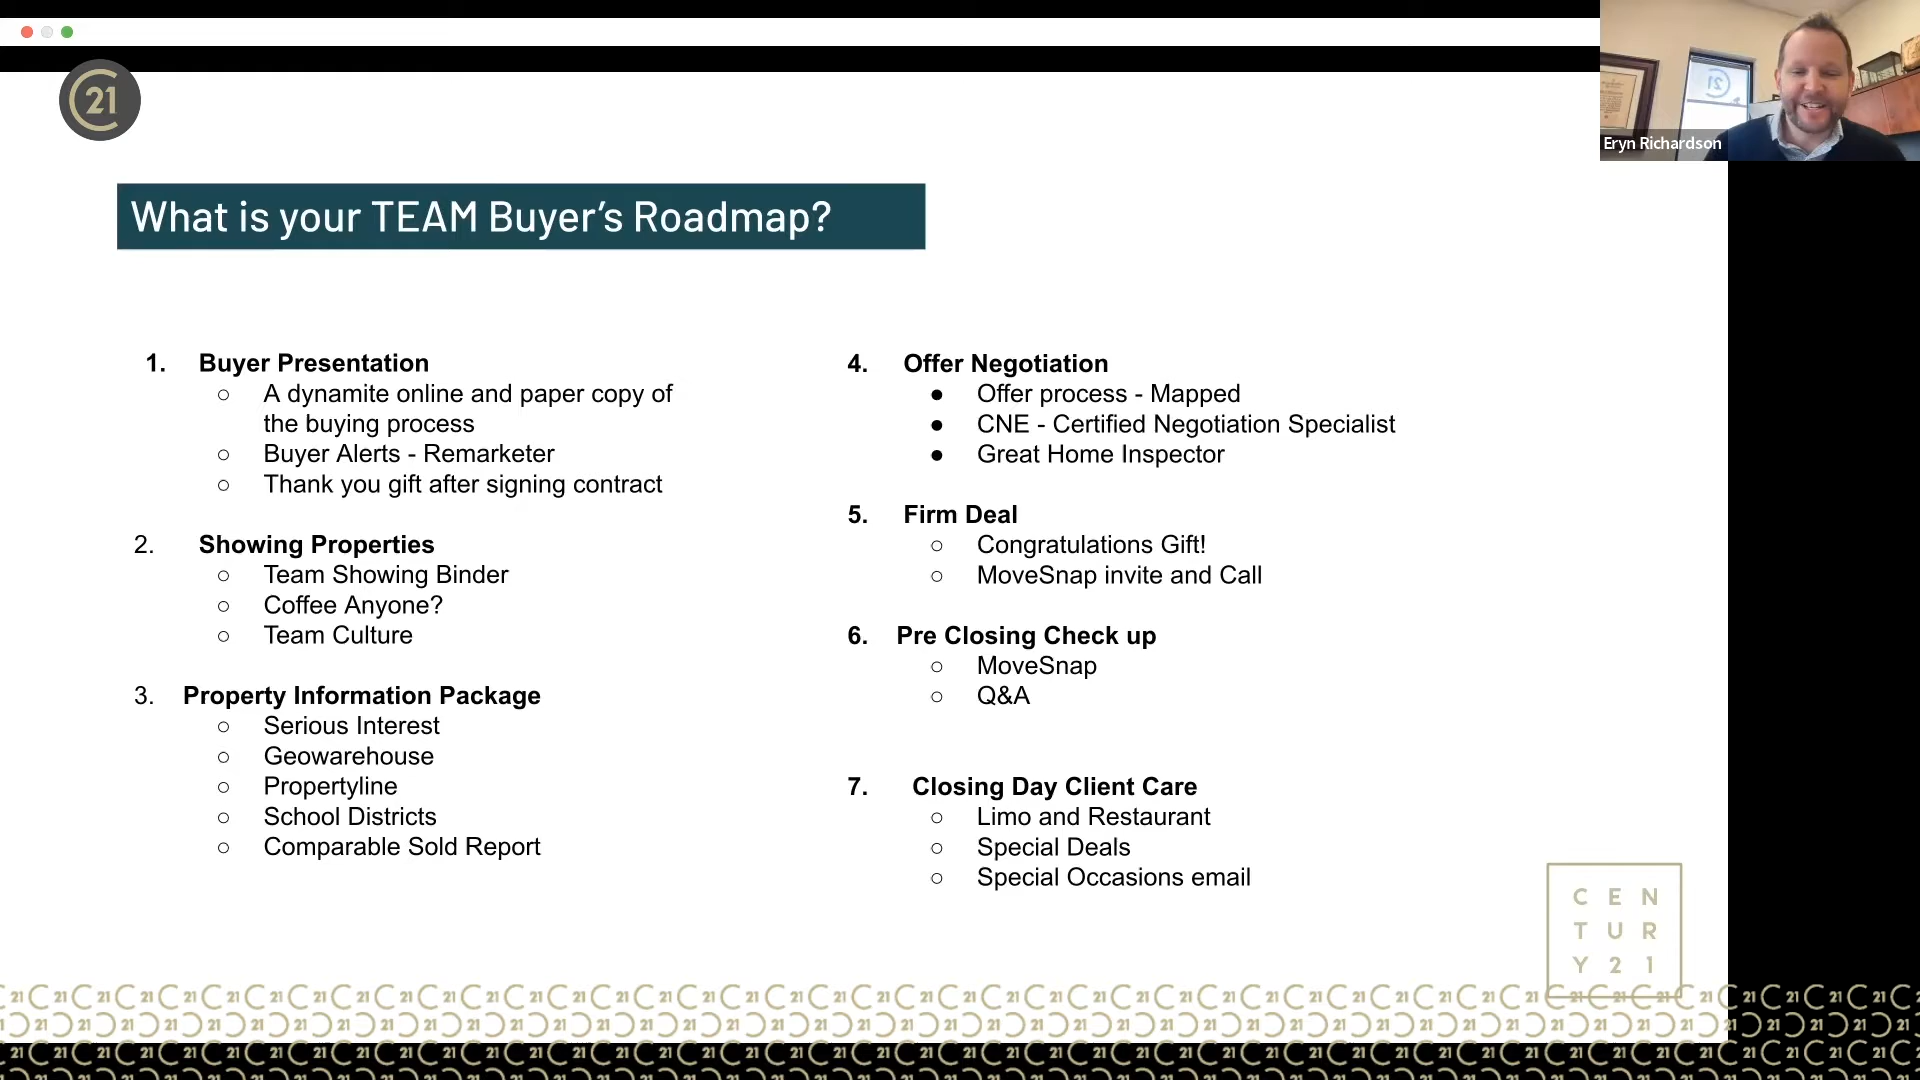 21
Eryn Richardson
What is your TEAM Buyer’s Roadmap?
1. Buyer Presentation
○ A dynamite online and paper copy of
the buying process
○ Buyer Alerts - Remarketer
○ Thank you gift after signing contract
2. Showing Properties
○ Team Showing Binder
○ Coffee Anyone?
○ Team Culture
3. Property Information Package
○ Serious Interest
○ Geowarehouse
○ Propertyline
○ School Districts
○ Comparable Sold Report
4. Offer Negotiation
● Offer process - Mapped
● CNE - Certified Negotiation Specialist
● Great Home Inspector
5. Firm Deal
○ Congratulations Gift!
○ MoveSnap invite and Call
6. Pre Closing Check up
○ MoveSnap
○ Q&A
7. Closing Day Client Care
○ Limo and Restaurant
○ Special Deals
○ Special Occasions email
CEN
TUR
Y21